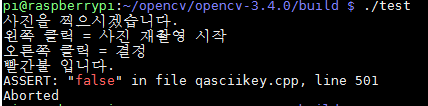 pi@raspberrypi:~/opencv/opencv-3.4.0/build $ ./test
사진을 찍으시겠습니다.
왼쪽 클릭 = 사진 재촬영 시작
오른쪽 클릭 = 결정
빨간불 입니다.
ASSERT: "false" in file qasciikey.cpp, line 501
Aborted